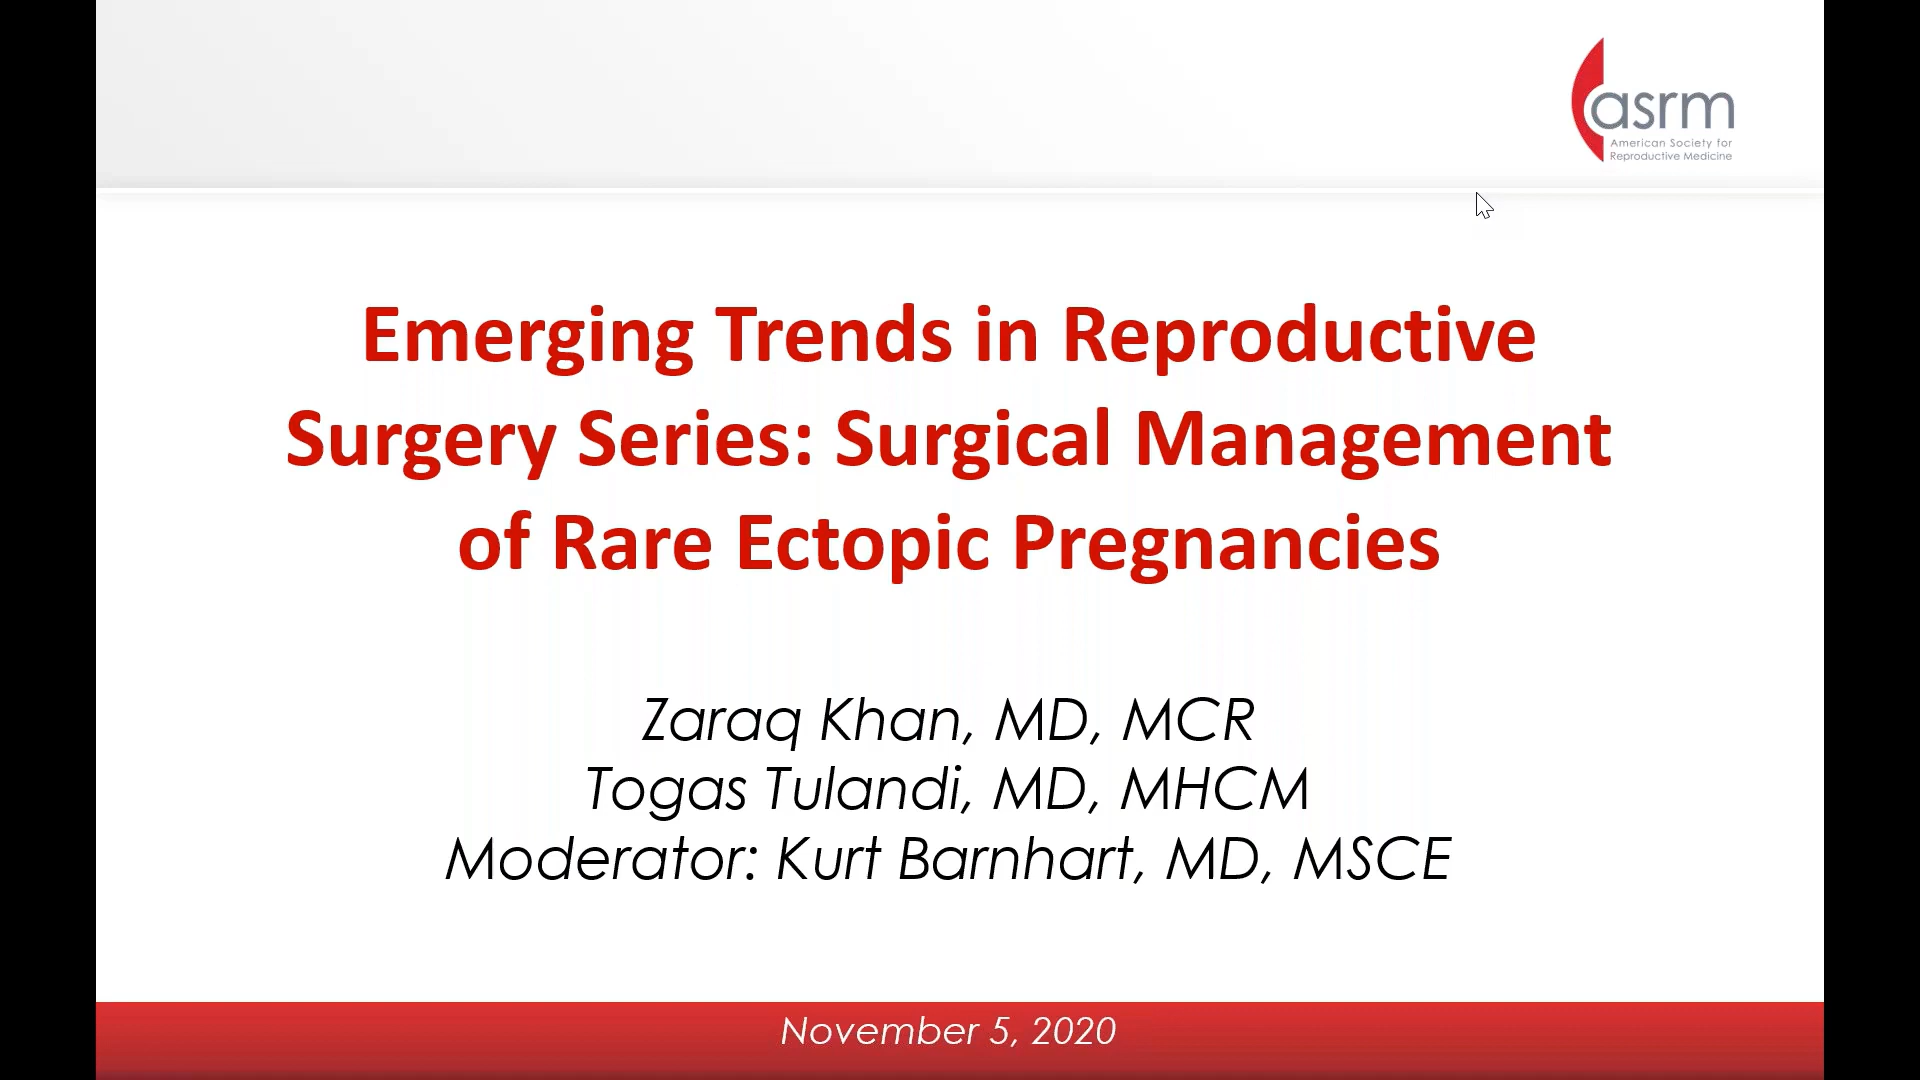 asrm
American Society for
Reproductive Medicine
Emerging Trends in Reproductive
Surgery Series: Surgical Management
of Rare Ectopic Pregnancies
Zaraq Khan, MD, MCR
Togas Tulandi, MD, MHCM
Moderator: Kurt Barnhart, MD, MSCE
November 5, 2020